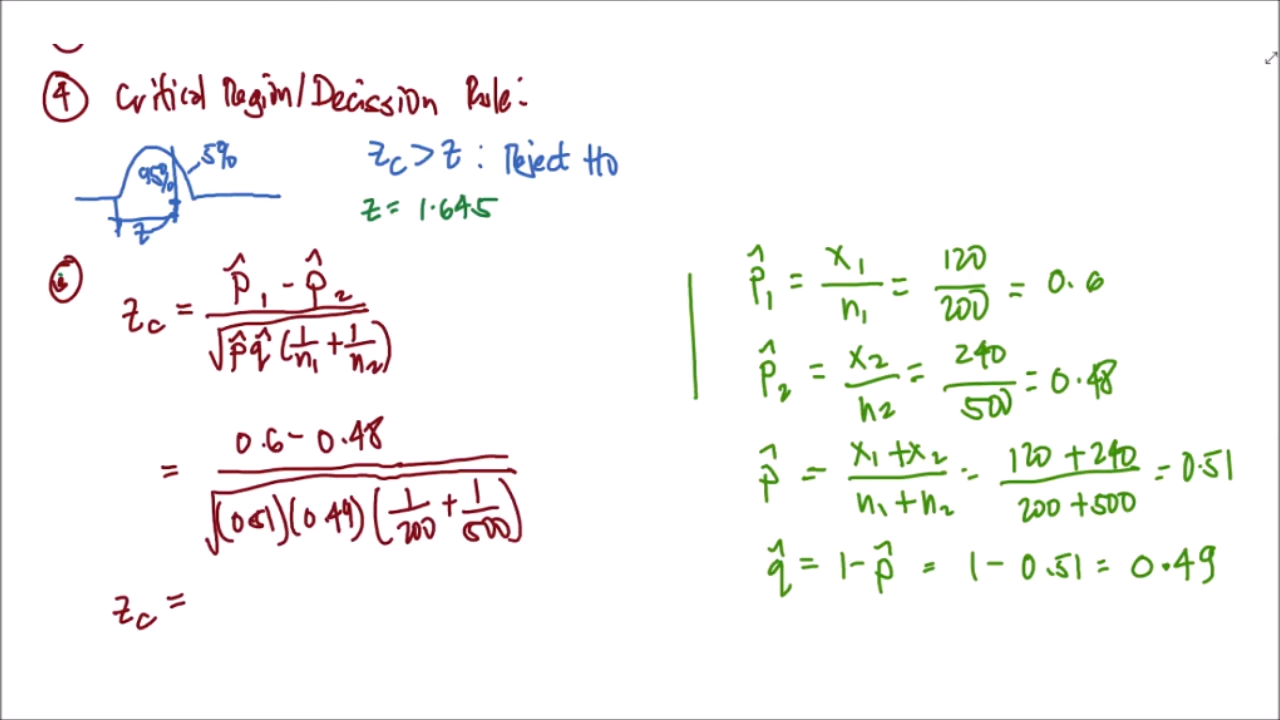 ④ Critical Region/Decission Rule:
95% 5%
z
Zc > Z : Reject H0
Z = 1.645
Zc = (p̂1 - p̂2) / √(p̂ q̂ (1/n1 + 1/n2))
= (0.6 - 0.48) / √((0.51)(0.49)(1/200 + 1/500))
Zc =
p̂1 = x1/n1 = 120/200 = 0.6
p̂2 = x2/n2 = 240/500 = 0.48
p̂ = (x1+x2)/(n1+n2) = (120+240)/(200+500) = 0.51
q̂ = 1-p̂ = 1-0.51 = 0.49